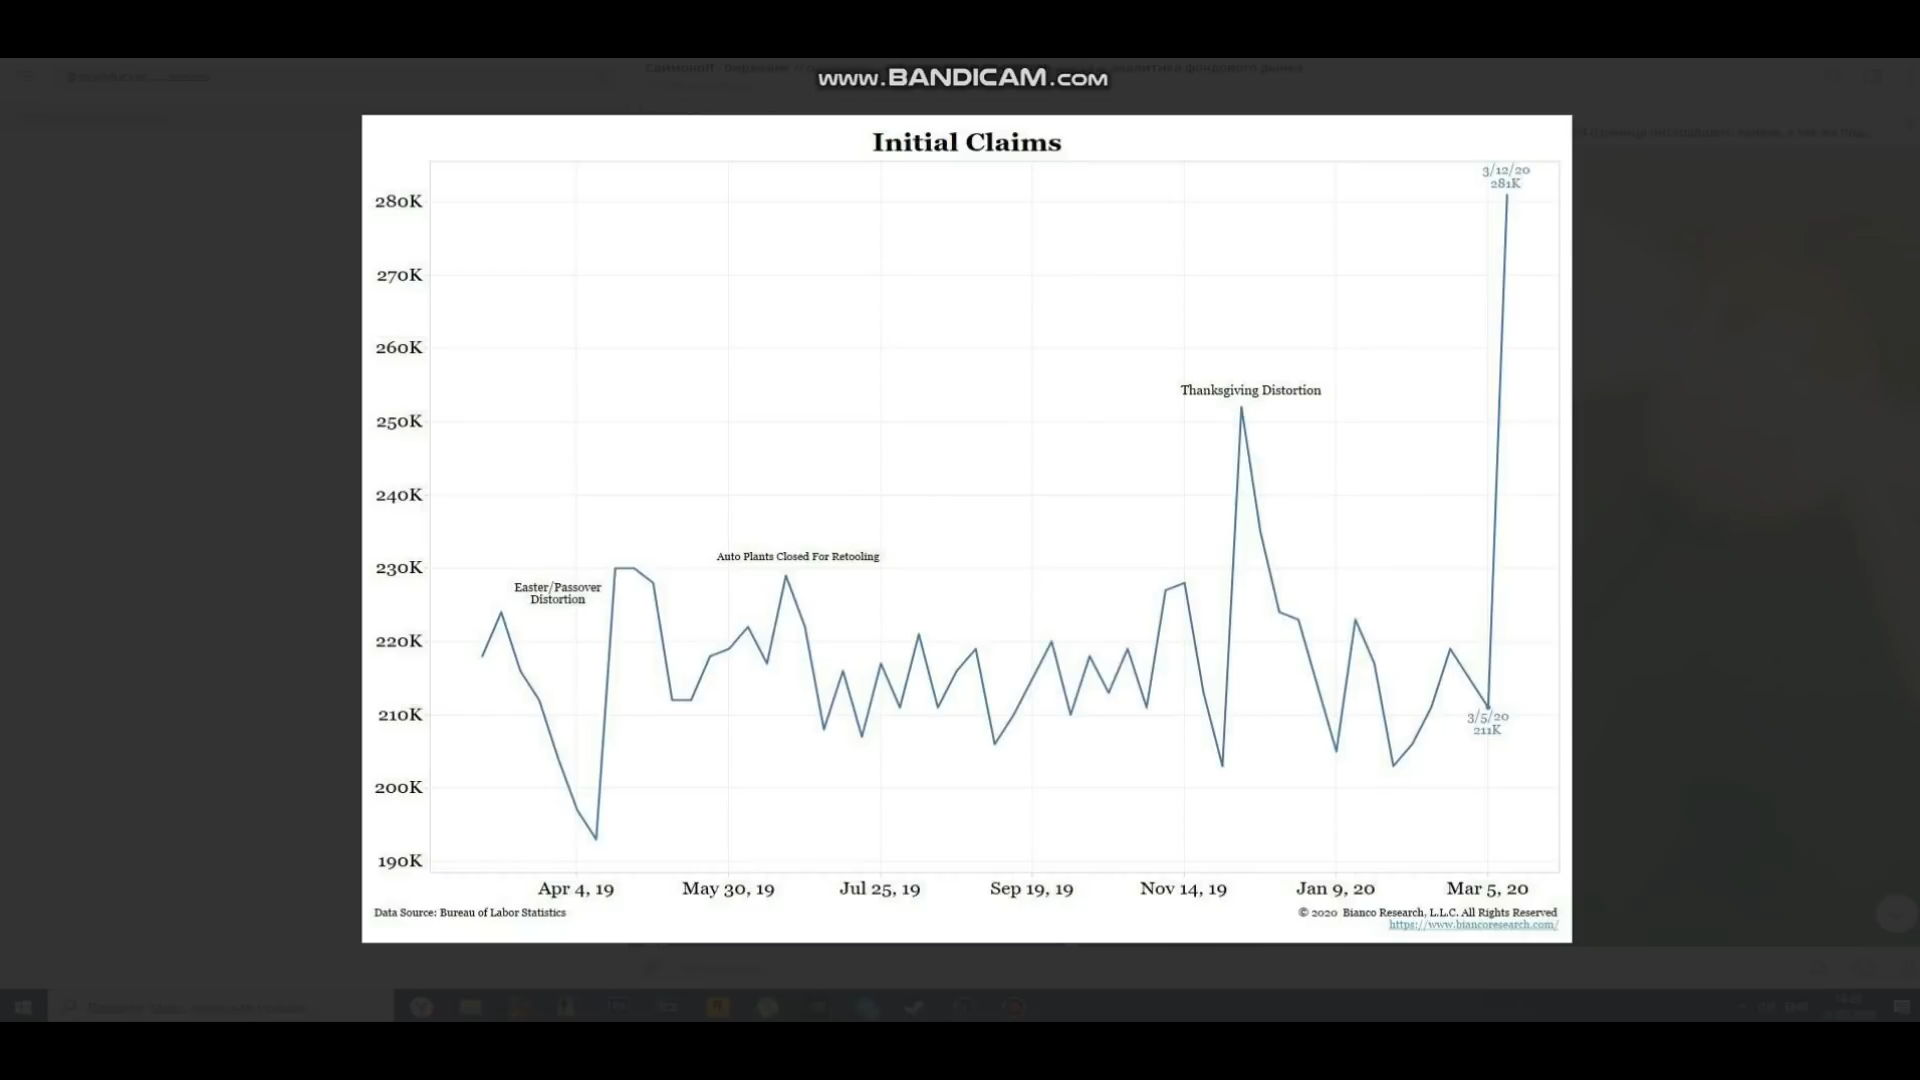 www.BANDICAM.com
Initial Claims
3/12/20
281K
280K
270K
260K
250K
240K
230K
220K
210K
200K
190K
Thanksgiving Distortion
Auto Plants Closed For Retooling
Easter/Passover
Distortion
3/5/20
211K
Apr 4, 19
May 30, 19
Jul 25, 19
Sep 19, 19
Nov 14, 19
Jan 9, 20
Mar 5, 20
Data Source: Bureau of Labor Statistics
© 2020 Bianco Research, L.L.C. All Rights Reserved
https://www.biancoresearch.com/